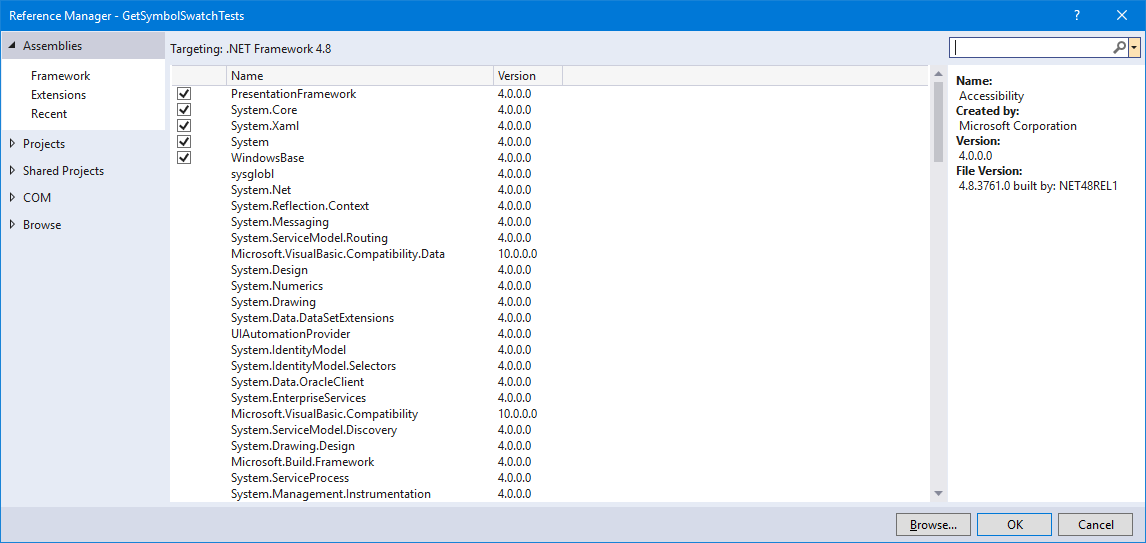 Reference Manager - GetSymbolSwatchTests
?
Assemblies
Framework
Extensions
Recent
Projects
Shared Projects
COM
Browse
Targeting: .NET Framework 4.8
Name Version
PresentationFramework 4.0.0.0
System.Core 4.0.0.0
System.Xaml 4.0.0.0
System 4.0.0.0
WindowsBase 4.0.0.0
sysglobl 4.0.0.0
System.Net 4.0.0.0
System.Reflection.Context 4.0.0.0
System.Messaging 4.0.0.0
System.ServiceModel.Routing 4.0.0.0
Microsoft.VisualBasic.Compatibility.Data 10.0.0.0
System.Design 4.0.0.0
System.Numerics 4.0.0.0
System.Drawing 4.0.0.0
System.Data.DataSetExtensions 4.0.0.0
UIAutomationProvider 4.0.0.0
System.IdentityModel 4.0.0.0
System.IdentityModel.Selectors 4.0.0.0
System.Data.OracleClient 4.0.0.0
System.EnterpriseServices 4.0.0.0
Microsoft.VisualBasic.Compatibility 10.0.0.0
System.ServiceModel.Discovery 4.0.0.0
System.Drawing.Design 4.0.0.0
Microsoft.Build.Framework 4.0.0.0
System.ServiceProcess 4.0.0.0
System.Management.Instrumentation 4.0.0.0
Name:
Accessibility
Created by:
Microsoft Corporation
Version:
4.0.0.0
File Version:
4.8.3761.0 built by: NET48REL1
Browse... OK Cancel